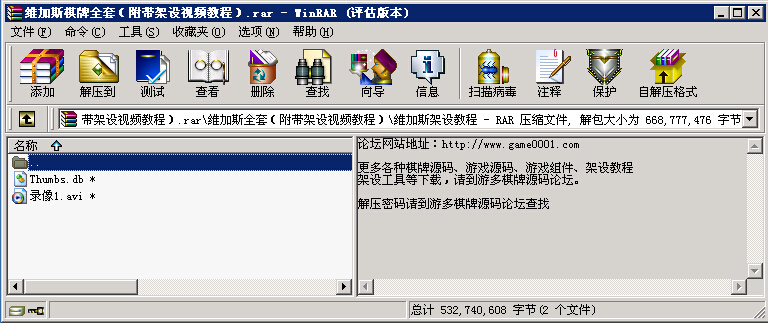 维加斯棋牌全套(附带架设视频教程).rar - WinRAR (评估版本)
文件(F) 命令(C) 工具(S) 收藏夹(O) 选项(N) 帮助(H)
添加 解压到 测试 查看 删除 查找 向导 信息 扫描病毒 注释 保护 自解压格式
带架设视频教程).rar\维加斯全套(附带架设视频教程)\维加斯架设教程 - RAR 压缩文件, 解包大小为 668,777,476 字节
名称
..
Thumbs.db *
录像1.avi *
论坛网站地址：http://www.game0001.com
更多各种棋牌源码、游戏源码、游戏组件、架设教程
架设工具等下载，请到游多棋牌源码论坛。
解压密码请到游多棋牌源码论坛查找
总计 532,740,608 字节(2 个文件)